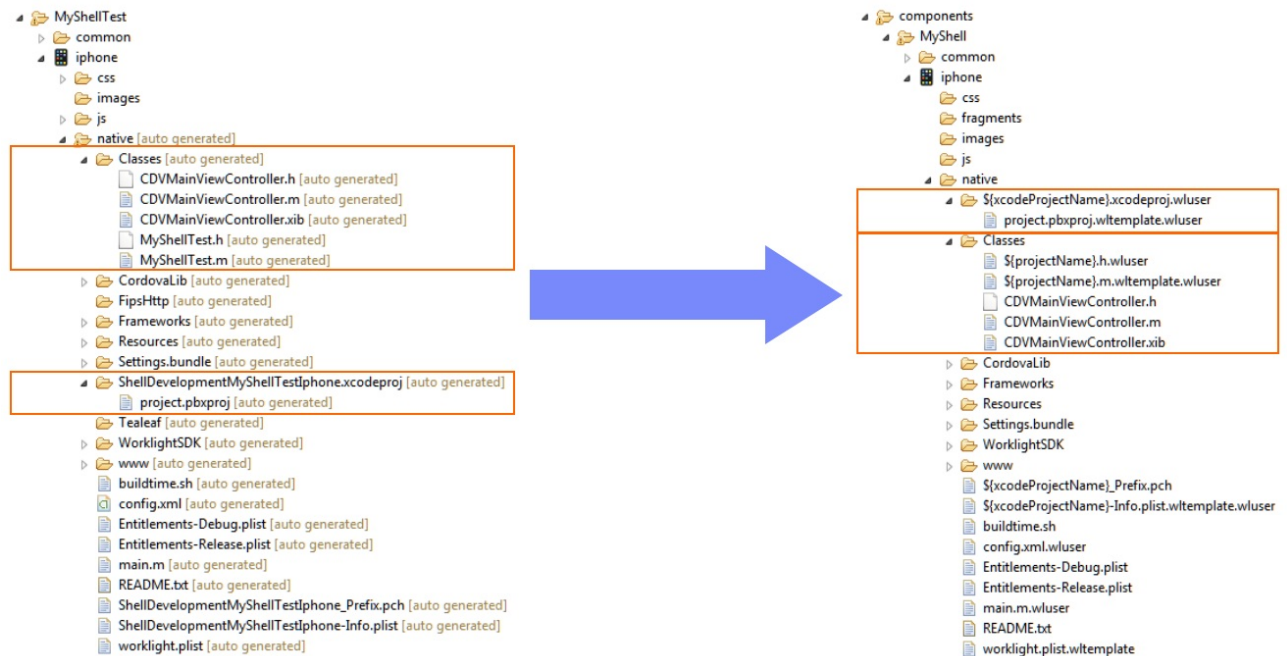 MyShellTest
common
iphone
css
images
js
native [auto generated]
Classes [auto generated]
CDVMainViewController.h [auto generated]
CDVMainViewController.m [auto generated]
CDVMainViewController.xib [auto generated]
MyShellTest.h [auto generated]
MyShellTest.m [auto generated]
CordovaLib [auto generated]
FipsHttp [auto generated]
Frameworks [auto generated]
Resources [auto generated]
Settings.bundle [auto generated]
ShellDevelopmentMyShellTestIphone.xcodeproj [auto generated]
project.pbxproj [auto generated]
Tealeaf [auto generated]
WorklightSDK [auto generated]
www [auto generated]
buildtime.sh [auto generated]
config.xml [auto generated]
Entitlements-Debug.plist [auto generated]
Entitlements-Release.plist [auto generated]
main.m [auto generated]
README.txt [auto generated]
ShellDevelopmentMyShellTestIphone_Prefix.pch [auto generated]
ShellDevelopmentMyShellTestIphone-Info.plist [auto generated]
worklight.plist [auto generated]
components
MyShell
common
iphone
css
fragments
images
js
native
${xcodeProjectName}.xcodeproj.wluser
project.pbxproj.wltemplate.wluser
Classes
${projectName}.h.wluser
${projectName}.m.wltemplate.wluser
CDVMainViewController.h
CDVMainViewController.m
CDVMainViewController.xib
CordovaLib
Frameworks
Resources
Settings.bundle
WorklightSDK
www
${xcodeProjectName}_Prefix.pch
${xcodeProjectName}-Info.plist.wltemplate.wluser
buildtime.sh
config.xml.wluser
Entitlements-Debug.plist
Entitlements-Release.plist
main.m.wluser
README.txt
worklight.plist.wltemplate